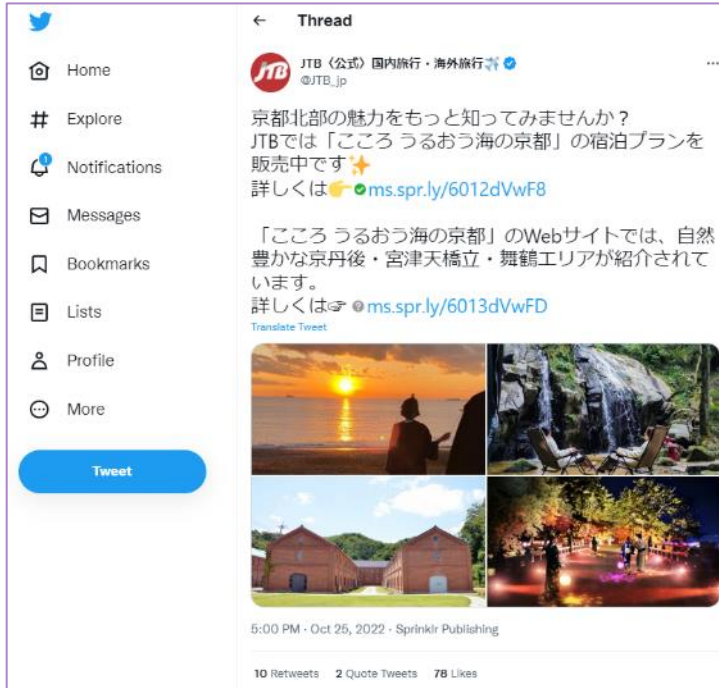 ← Thread
Home
Explore
Notifications
1
Messages
Bookmarks
Lists
Profile
More
Tweet
JTB
JTB〈公式〉国内旅行・海外旅行✈
@JTB_jp
…
京都北部の魅力をもっと知ってみませんか？
JTBでは「こころ うるおう海の京都」の宿泊プランを
販売中です✨
詳しくは👉ms.spr.ly/6012dVwF8
「こころ うるおう海の京都」のWebサイトでは、自然
豊かな京丹後・宮津天橋立・舞鶴エリアが紹介されて
います。
詳しくは☞ ms.spr.ly/6013dVwFD
Translate Tweet
5:00 PM · Oct 25, 2022 · Sprinklr Publishing
10 Retweets 2 Quote Tweets 78 Likes